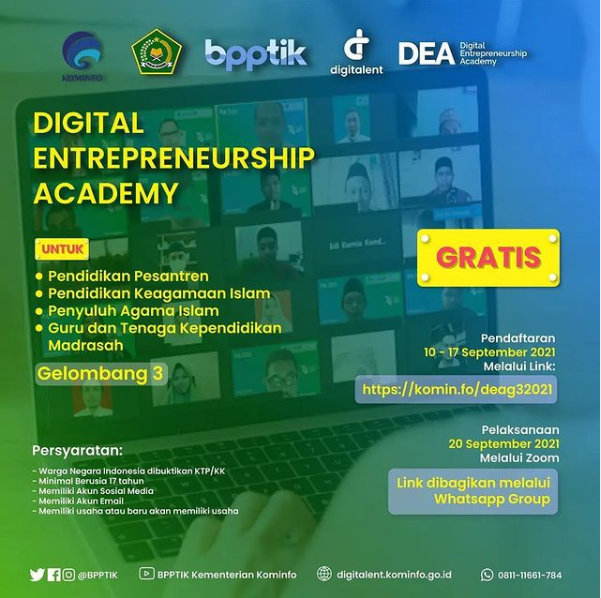 KOMINFO
bpptik
digitalent
DEA Digital Entrepreneurship Academy
DIGITAL
ENTREPRENEURSHIP
ACADEMY
UNTUK
• Pendidikan Pesantren
• Pendidikan Keagamaan Islam
• Penyuluh Agama Islam
• Guru dan Tenaga Kependidikan
Madrasah
Gelombang 3
GRATIS
Pendaftaran
10 - 17 September 2021
Melalui Link:
https://komin.fo/deag32021
Pelaksanaan
20 September 2021
Melalui Zoom
Link dibagikan melalui
Whatsapp Group
Persyaratan:
- Warga Negara Indonesia dibuktikan KTP/KK
- Minimal Berusia 17 tahun
- Memiliki Akun Sosial Media
- Memiliki Akun Email
- Memiliki usaha atau baru akan memiliki usaha
@BPPTIK
BPPTIK Kementerian Kominfo
digitalent.kominfo.go.id
0811-11661-784